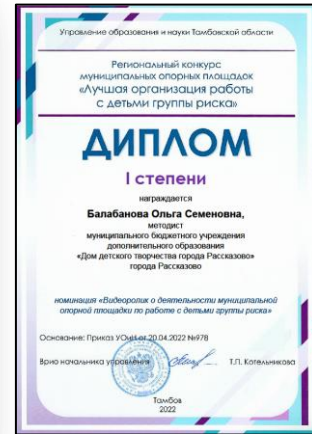 Управление образования и науки Тамбовской области
Региональный конкурс
муниципальных опорных площадок
«Лучшая организация работы
с детьми группы риска»
ДИПЛОМ
I степени
награждается
Балабанова Ольга Семеновна,
методист
муниципального бюджетного учреждения
дополнительного образования
«Дом детского творчества города Рассказово»
города Рассказово
номинация «Видеоролик о деятельности муниципальной
опорной площадки по работе с детьми группы риска»
Основание: Приказ УОиН от 20.04.2022 №978
Врио начальника управления Т.П. Котельникова
Тамбов
2022